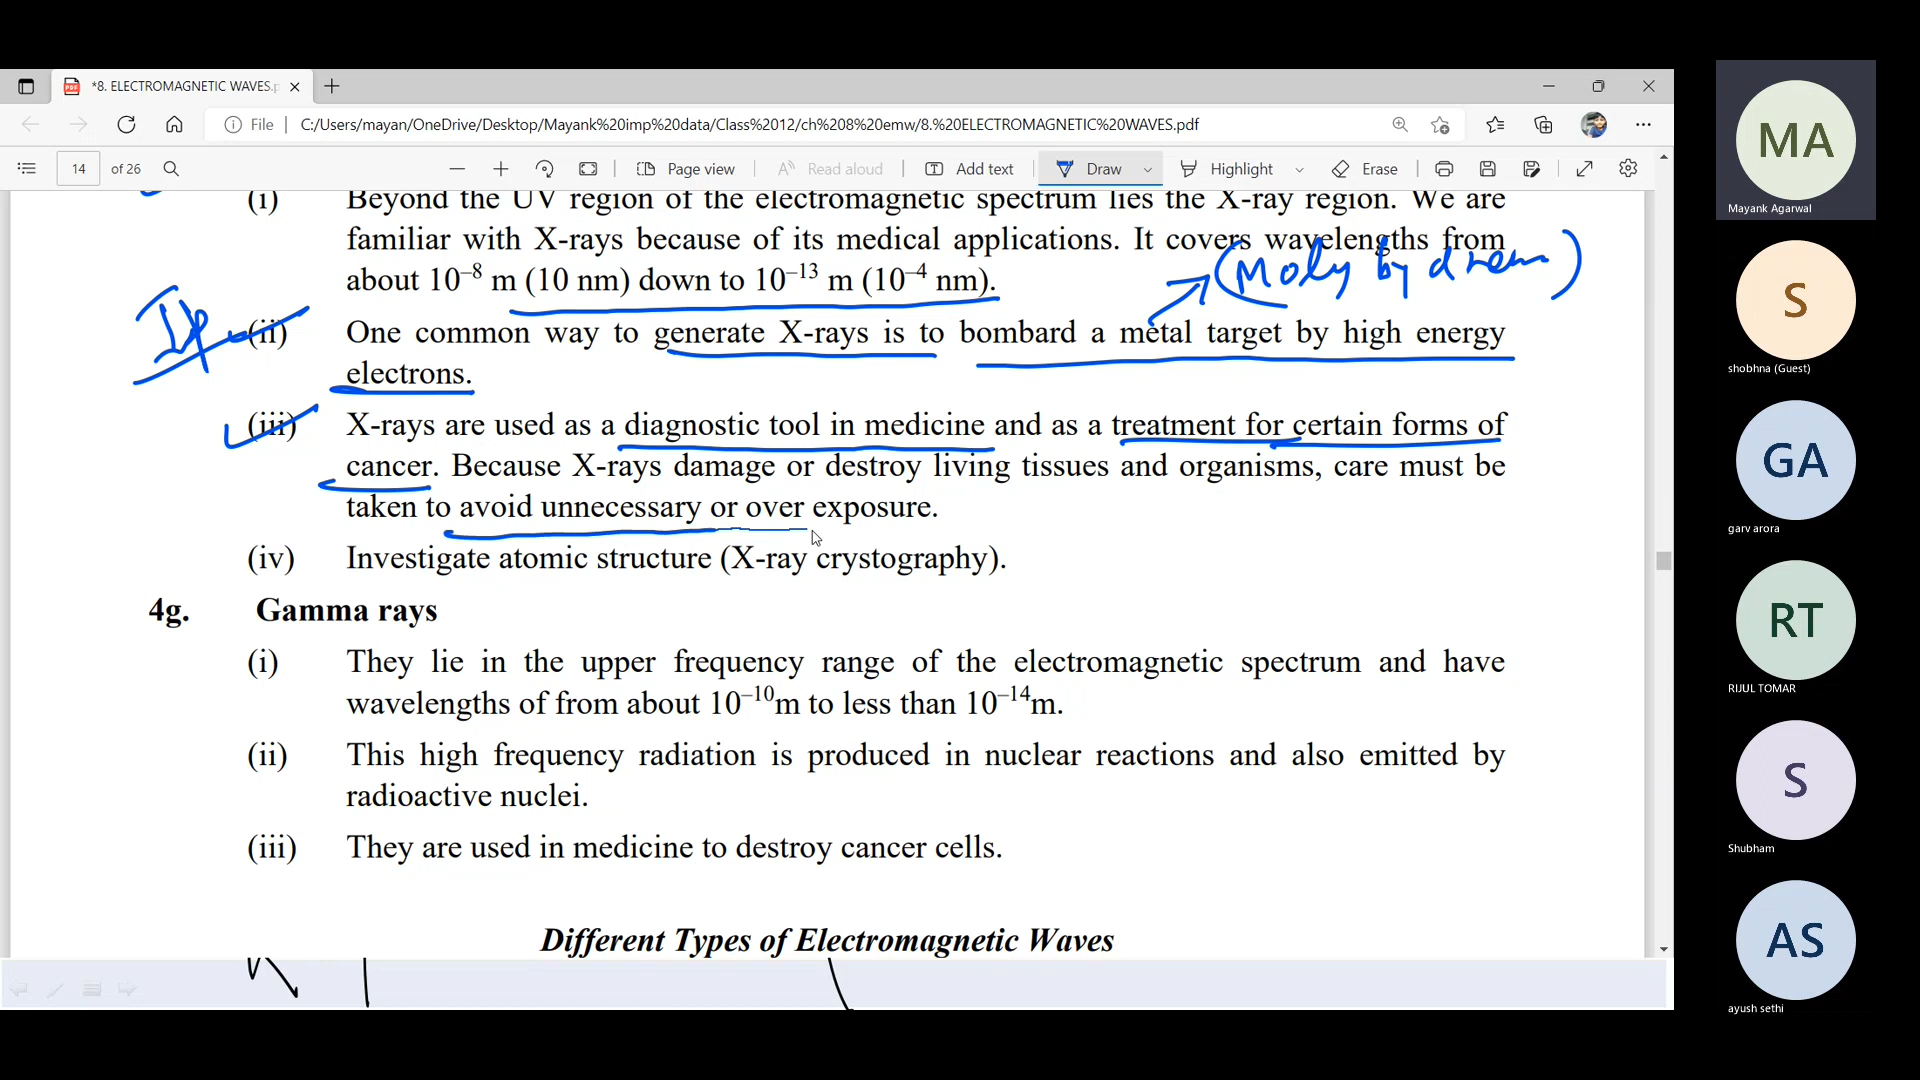 *8. ELECTROMAGNETIC WAVES.p
File | C:/Users/mayan/OneDrive/Desktop/Mayank%20imp%20data/Class%2012/ch%208%20emw/8.%20ELECTROMAGNETIC%20WAVES.pdf
14 of 26 Page view Read aloud Add text Draw Highlight Erase
(i) Beyond the UV region of the electromagnetic spectrum lies the X-ray region. We are
familiar with X-rays because of its medical applications. It covers wavelengths from
(Moly by dnem)
about 10⁻⁸ m (10 nm) down to 10⁻¹³ m (10⁻⁴ nm).
(ii) One common way to generate X-rays is to bombard a metal target by high energy
electrons.
(iii) X-rays are used as a diagnostic tool in medicine and as a treatment for certain forms of
cancer. Because X-rays damage or destroy living tissues and organisms, care must be
taken to avoid unnecessary or over exposure.
(iv) Investigate atomic structure (X-ray crystography).
4g. Gamma rays
(i) They lie in the upper frequency range of the electromagnetic spectrum and have
wavelengths of from about 10⁻¹⁰m to less than 10⁻¹⁴m.
(ii) This high frequency radiation is produced in nuclear reactions and also emitted by
radioactive nuclei.
(iii) They are used in medicine to destroy cancer cells.
Different Types of Electromagnetic Waves
MA
Mayank Agarwal
S
shobhna (Guest)
GA
garv arora
RT
RIJUL TOMAR
S
Shubham
AS
ayush sethi